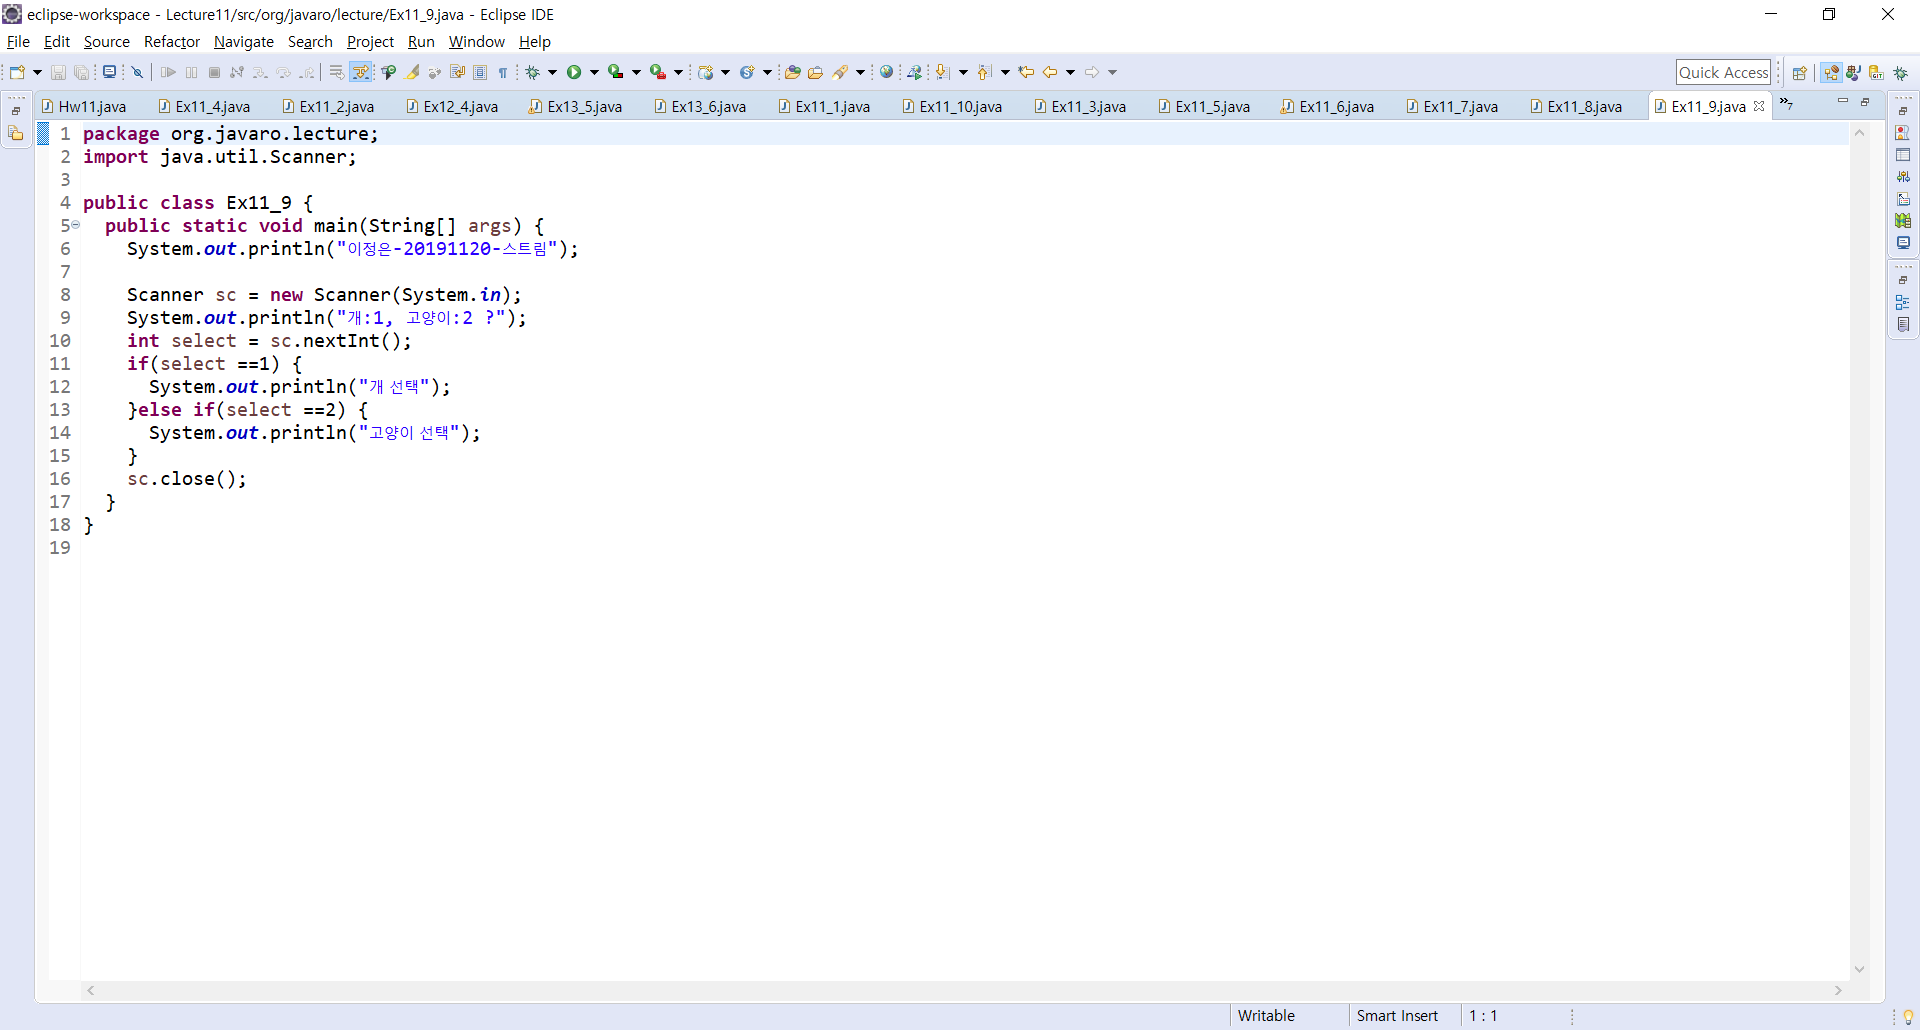 eclipse-workspace - Lecture11/src/org/javaro/lecture/Ex11_9.java - Eclipse IDE
File Edit Source Refactor Navigate Search Project Run Window Help
Quick Access
Hw11.java Ex11_4.java Ex11_2.java Ex12_4.java Ex13_5.java Ex13_6.java Ex11_1.java Ex11_10.java Ex11_3.java Ex11_5.java Ex11_6.java Ex11_7.java Ex11_8.java Ex11_9.java »7
1 package org.javaro.lecture;
2 import java.util.Scanner;
3
4 public class Ex11_9 {
5 public static void main(String[] args) {
6 System.out.println("이정은-20191120-스트림");
7
8 Scanner sc = new Scanner(System.in);
9 System.out.println("개:1, 고양이:2 ?");
10 int select = sc.nextInt();
11 if(select ==1) {
12 System.out.println("개 선택");
13 }else if(select ==2) {
14 System.out.println("고양이 선택");
15 }
16 sc.close();
17 }
18 }
19
Writable Smart Insert 1 : 1